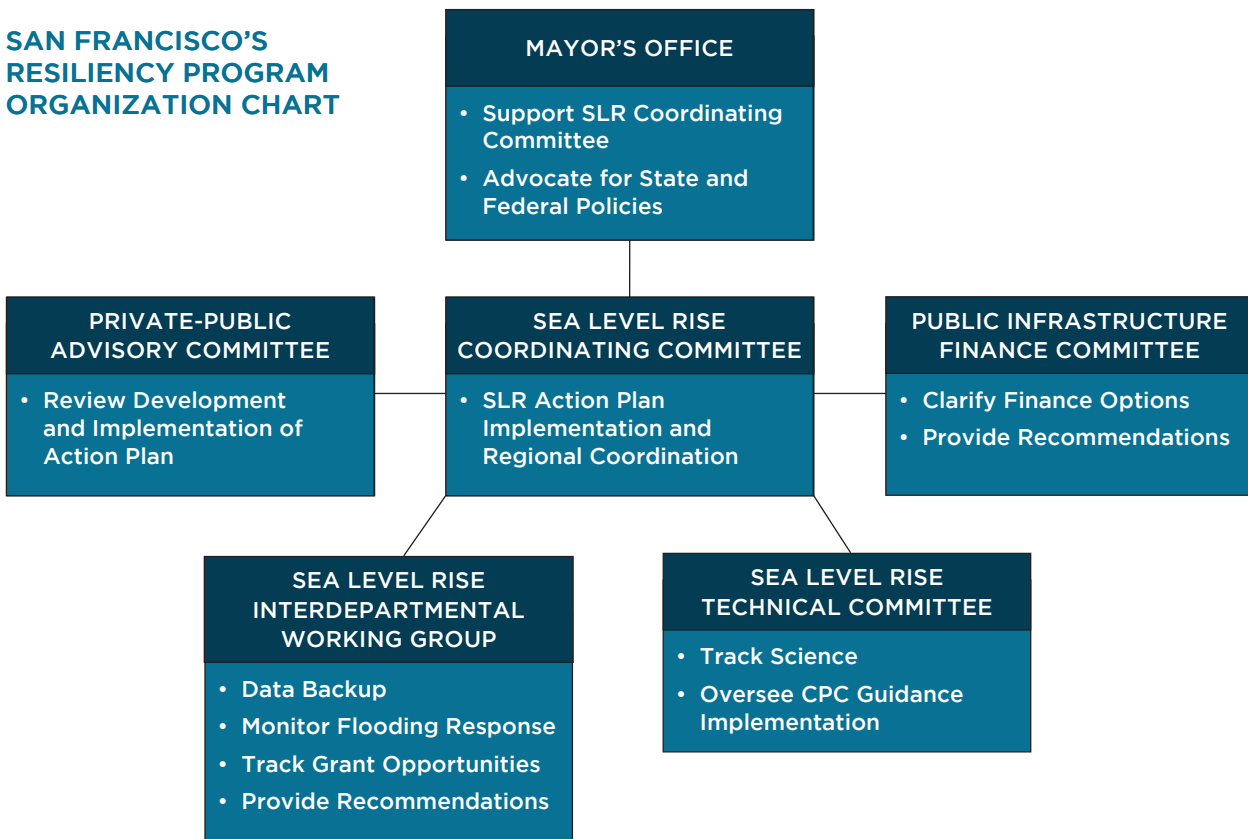 SAN FRANCISCO’S
RESILIENCY PROGRAM
ORGANIZATION CHART
MAYOR’S OFFICE
• Support SLR Coordinating
Committee
• Advocate for State and
Federal Policies
PRIVATE-PUBLIC
ADVISORY COMMITTEE
• Review Development
and Implementation of
Action Plan
SEA LEVEL RISE
COORDINATING COMMITTEE
• SLR Action Plan
Implementation and
Regional Coordination
PUBLIC INFRASTRUCTURE
FINANCE COMMITTEE
• Clarify Finance Options
• Provide Recommendations
SEA LEVEL RISE
INTERDEPARTMENTAL
WORKING GROUP
• Data Backup
• Monitor Flooding Response
• Track Grant Opportunities
• Provide Recommendations
SEA LEVEL RISE
TECHNICAL COMMITTEE
• Track Science
• Oversee CPC Guidance
Implementation